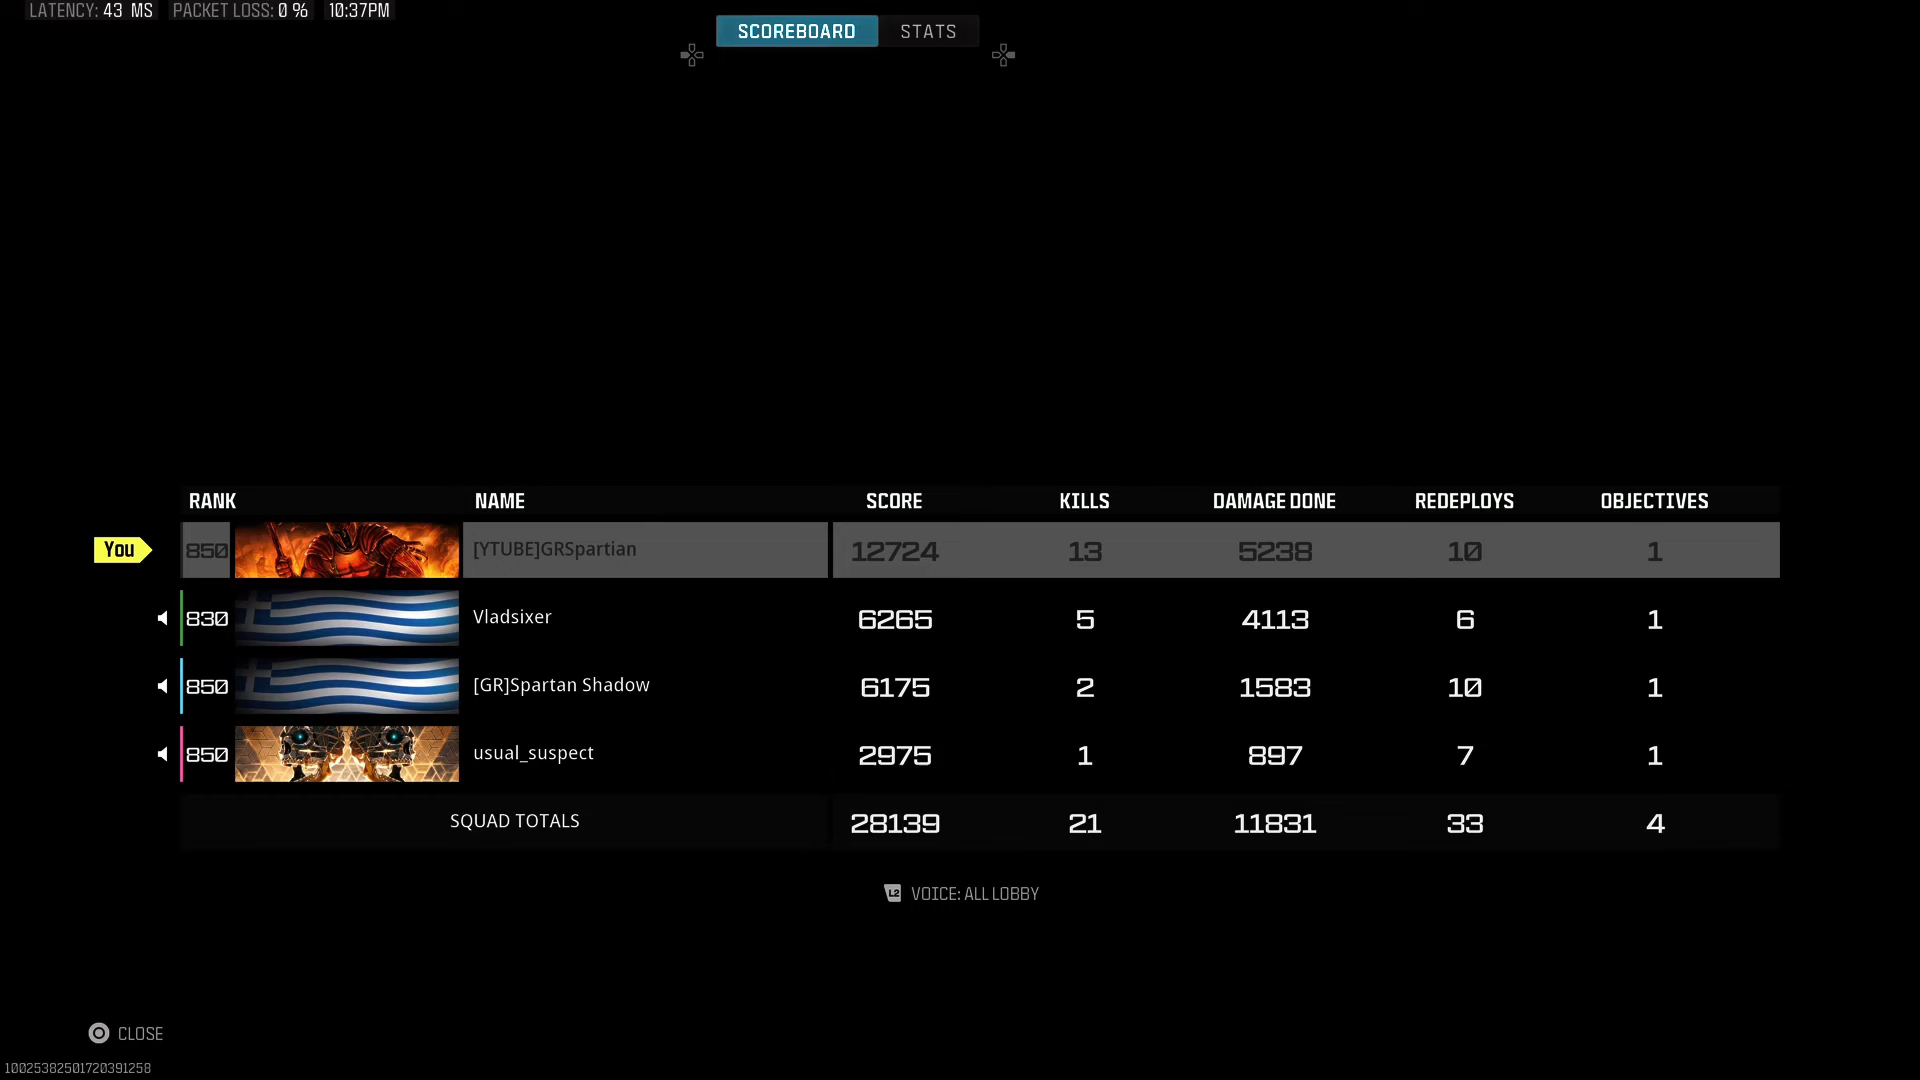 LATENCY: 43 MS PACKET LOSS: 0 % 10:37PM
SCOREBOARD STATS
RANK NAME SCORE KILLS DAMAGE DONE REDEPLOYS OBJECTIVES
You 850 [YTUBE]GRSpartian 12724 13 5238 10 1
830 Vladsixer 6265 5 4113 6 1
850 [GR]Spartan Shadow 6175 2 1583 10 1
850 usual_suspect 2975 1 897 7 1
SQUAD TOTALS 28139 21 11831 33 4
L2 VOICE: ALL LOBBY
CLOSE
10025382501720391258